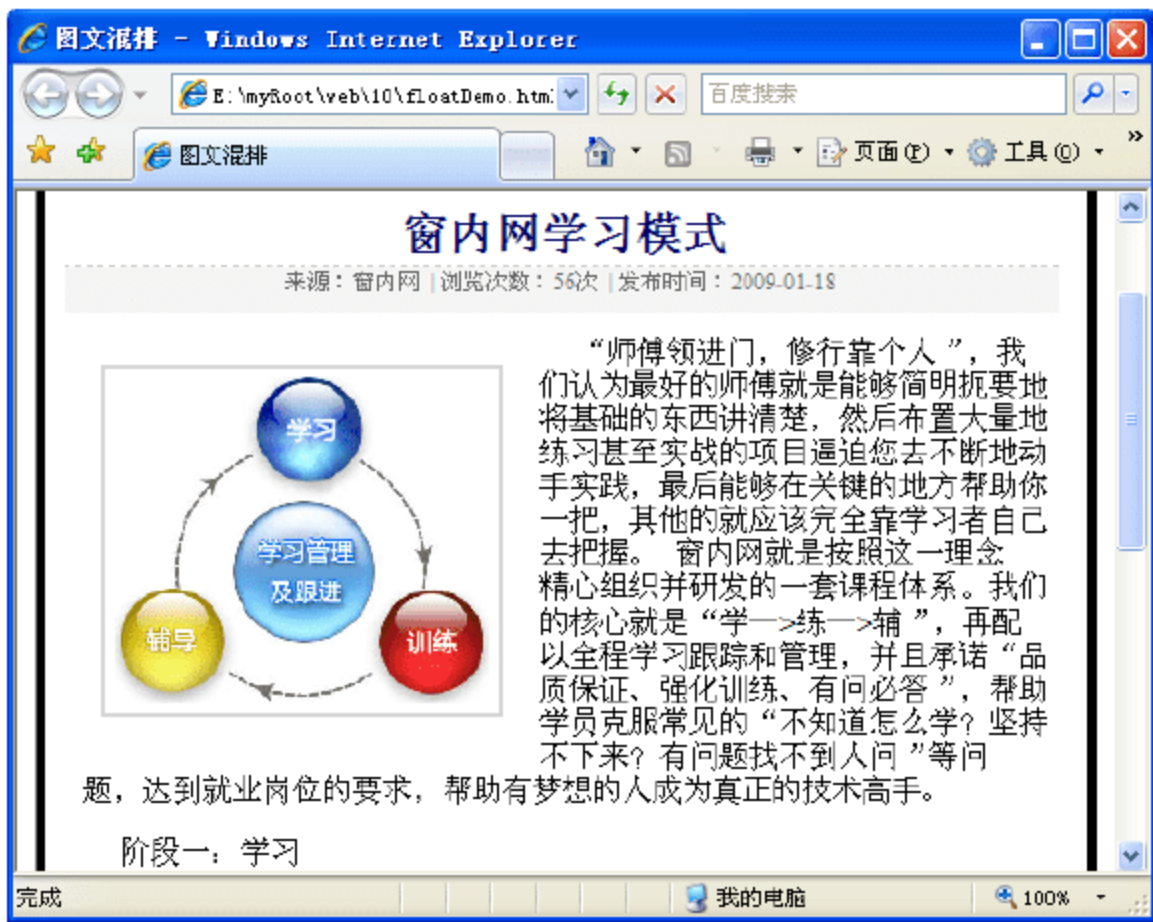 图文混排 - Windows Internet Explorer
E:\myRoot\web\10\floatDemo.htm
百度搜索
图文混排
页面(P)
工具(O)
窗内网学习模式
来源：窗内网 | 浏览次数：56次 | 发布时间：2009-01-18
学习
学习管理
及跟进
辅导
训练
“师傅领进门，修行靠个人”，我
们认为最好的师傅就是能够简明扼要地
将基础的东西讲清楚，然后布置大量地
练习甚至实战的项目逼迫您去不断地动
手实践，最后能够在关键的地方帮助你
一把，其他的就应该完全靠学习者自己
去把握。 窗内网就是按照这一理念
精心组织并研发的一套课程体系。我们
的核心就是“学—>练—>辅”，再配
以全程学习跟踪和管理，并且承诺“品
质保证、强化训练、有问必答”，帮助
学员克服常见的“不知道怎么学？坚持
不下来？有问题找不到人问”等问
题，达到就业岗位的要求，帮助有梦想的人成为真正的技术高手。
阶段一：学习
完成
我的电脑
100%